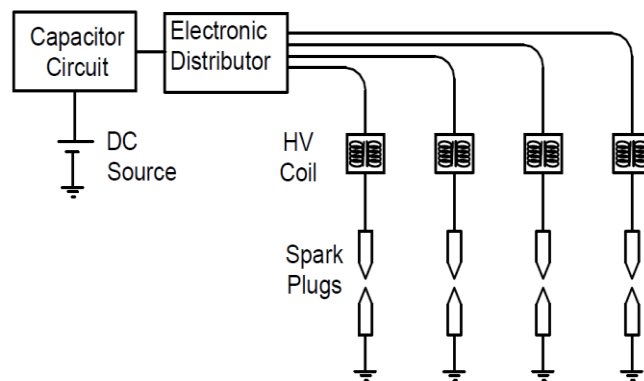 Capacitor
Circuit
Electronic
Distributor
DC
Source
HV
Coil
Spark
Plugs